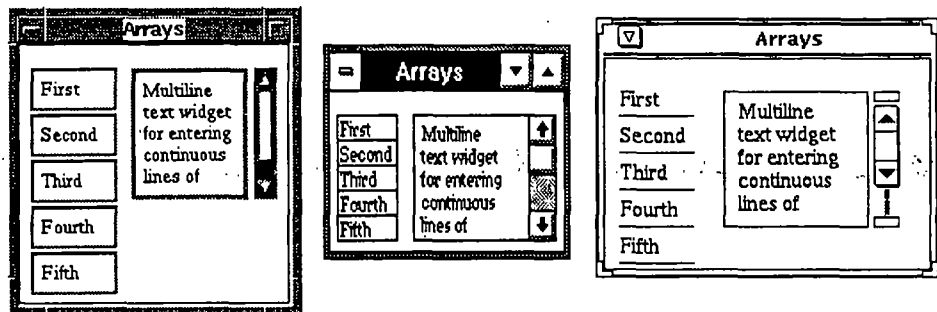 Arrays
First
Second
Third
Fourth
Fifth
Multiline
text widget
for entering
continuous
lines of
Arrays
First
Second
Third
Fourth
Fifth
Multiline
text widget
for entering
continuous
lines of
Arrays
First
Second
Third
Fourth
Fifth
Multiline
text widget
for entering
continuous
lines of